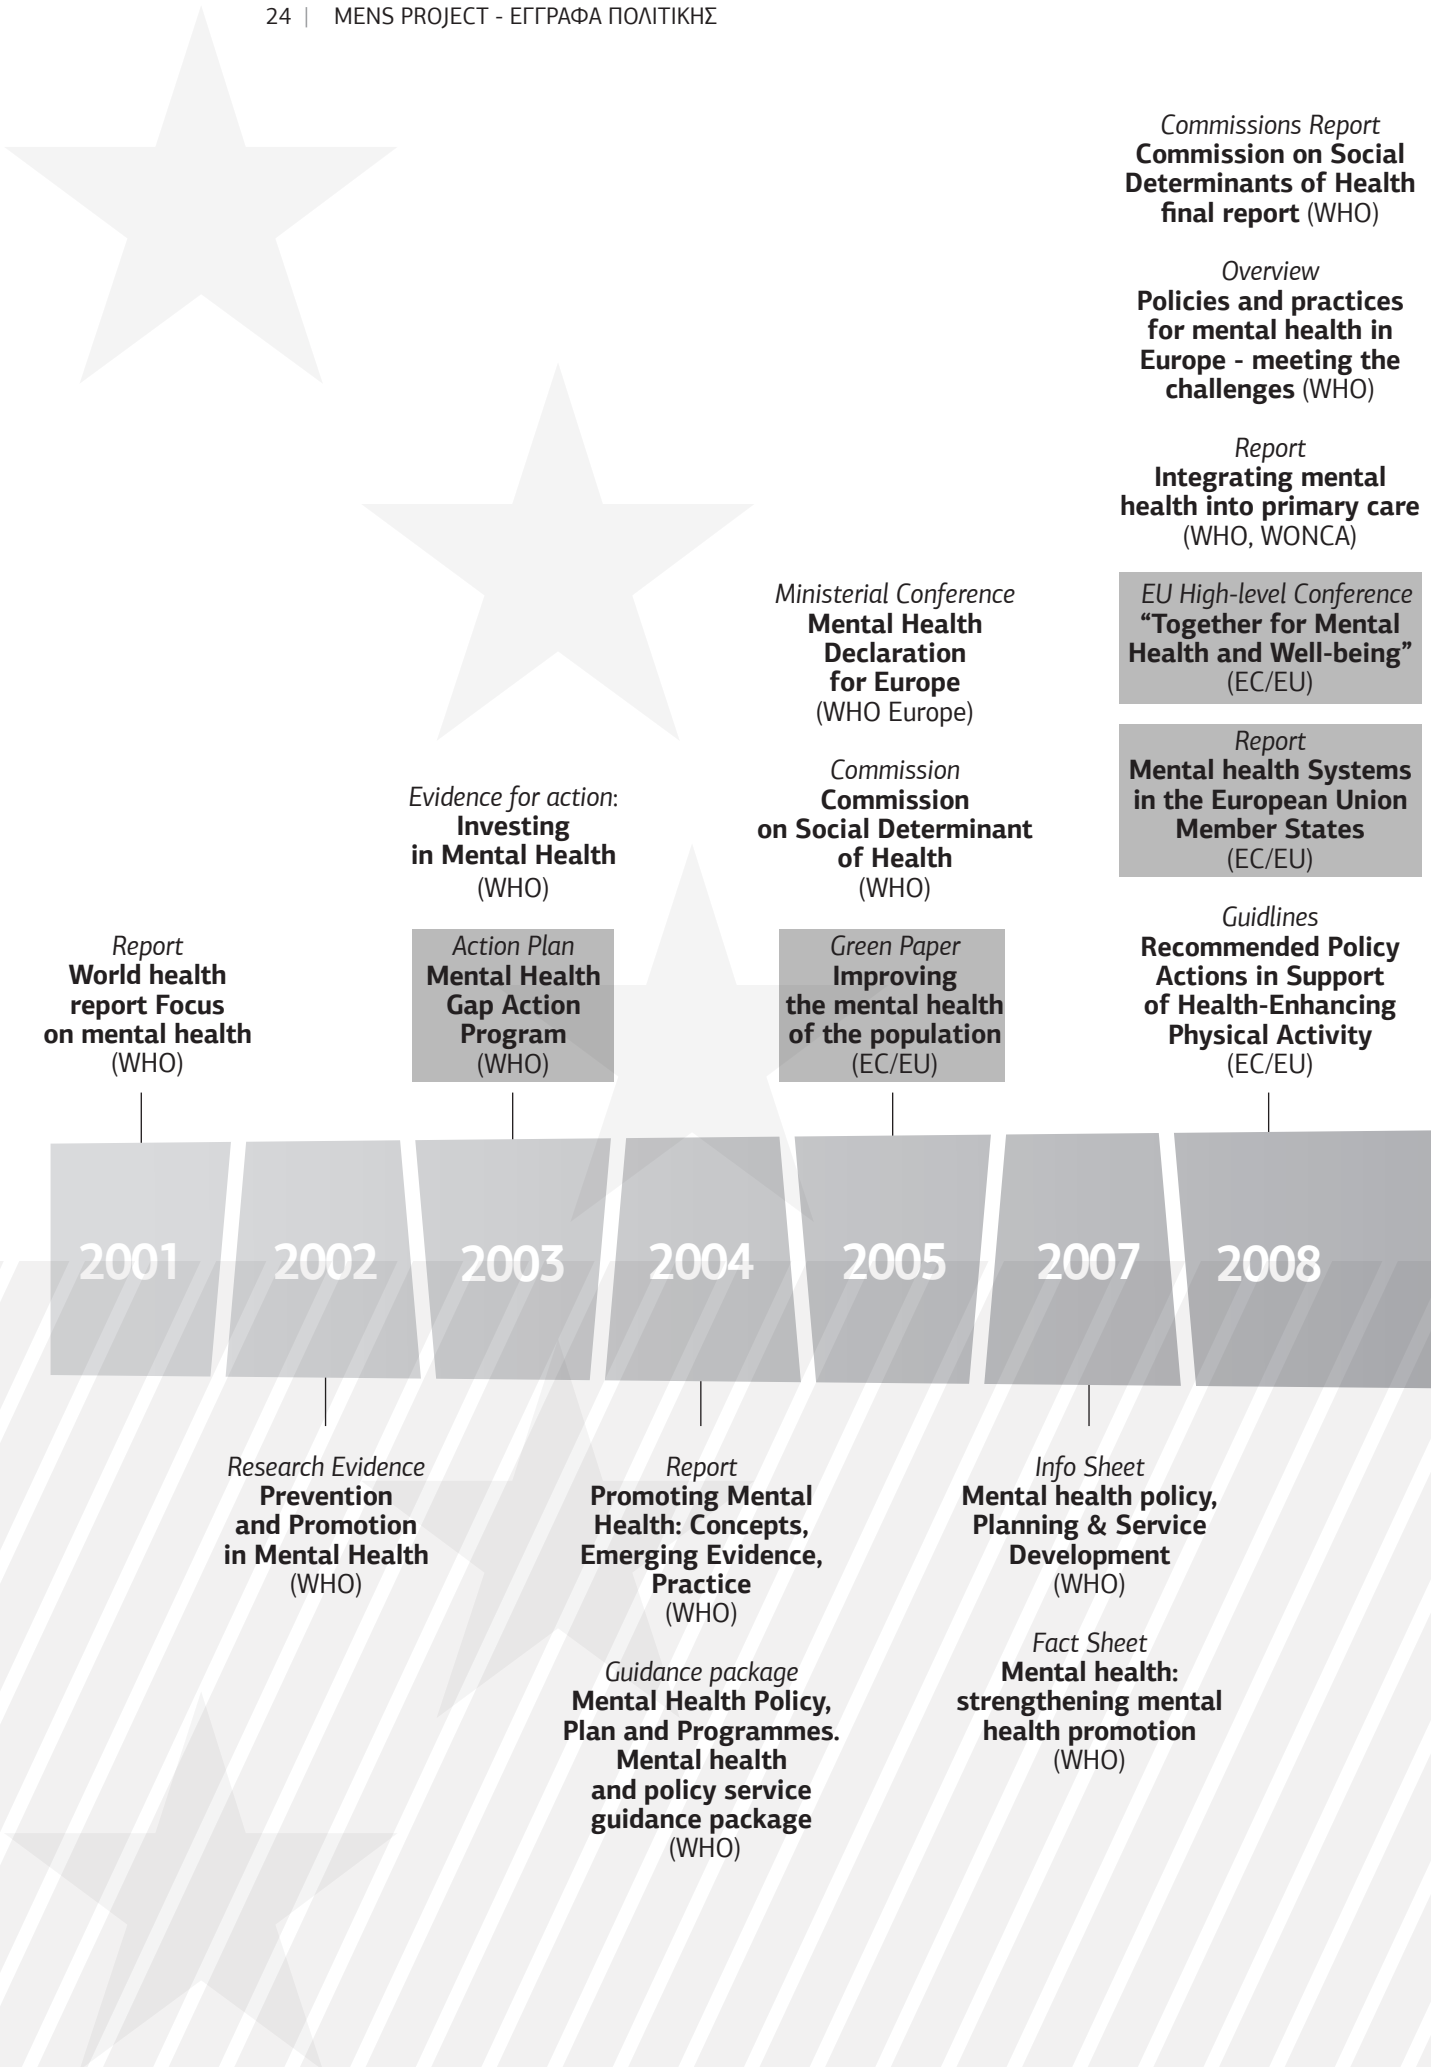 24 | MENS PROJECT - ΕΓΓΡΑΦΑ ΠΟΛΙΤΙΚΗΣ
Commissions Report
Commission on Social
Determinants of Health
final report (WHO)
Overview
Policies and practices
for mental health in
Europe - meeting the
challenges (WHO)
Report
Integrating mental
health into primary care
(WHO, WONCA)
EU High-level Conference
“Together for Mental
Health and Well-being”
(EC/EU)
Report
Mental health Systems
in the European Union
Member States
(EC/EU)
Guidlines
Recommended Policy
Actions in Support
of Health-Enhancing
Physical Activity
(EC/EU)
Ministerial Conference
Mental Health
Declaration
for Europe
(WHO Europe)
Commission
Commission
on Social Determinant
of Health
(WHO)
Green Paper
Improving
the mental health
of the population
(EC/EU)
Evidence for action:
Investing
in Mental Health
(WHO)
Action Plan
Mental Health
Gap Action
Program
(WHO)
Report
World health
report Focus
on mental health
(WHO)
2001 2002 2003 2004 2005 2007 2008
Research Evidence
Prevention
and Promotion
in Mental Health
(WHO)
Report
Promoting Mental
Health: Concepts,
Emerging Evidence,
Practice
(WHO)
Guidance package
Mental Health Policy,
Plan and Programmes.
Mental health
and policy service
guidance package
(WHO)
Info Sheet
Mental health policy,
Planning & Service
Development
(WHO)
Fact Sheet
Mental health:
strengthening mental
health promotion
(WHO)